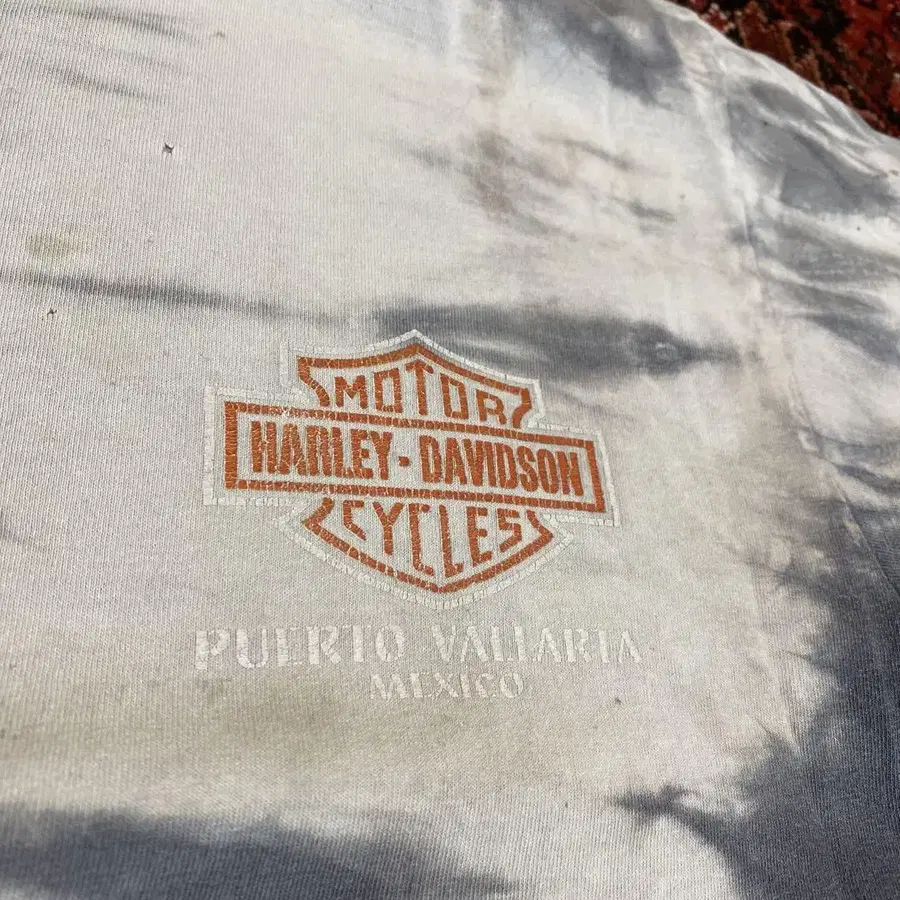 MOTOR
HARLEY-DAVIDSON
CYCLES
PUERTO VALLARTA
MEXICO